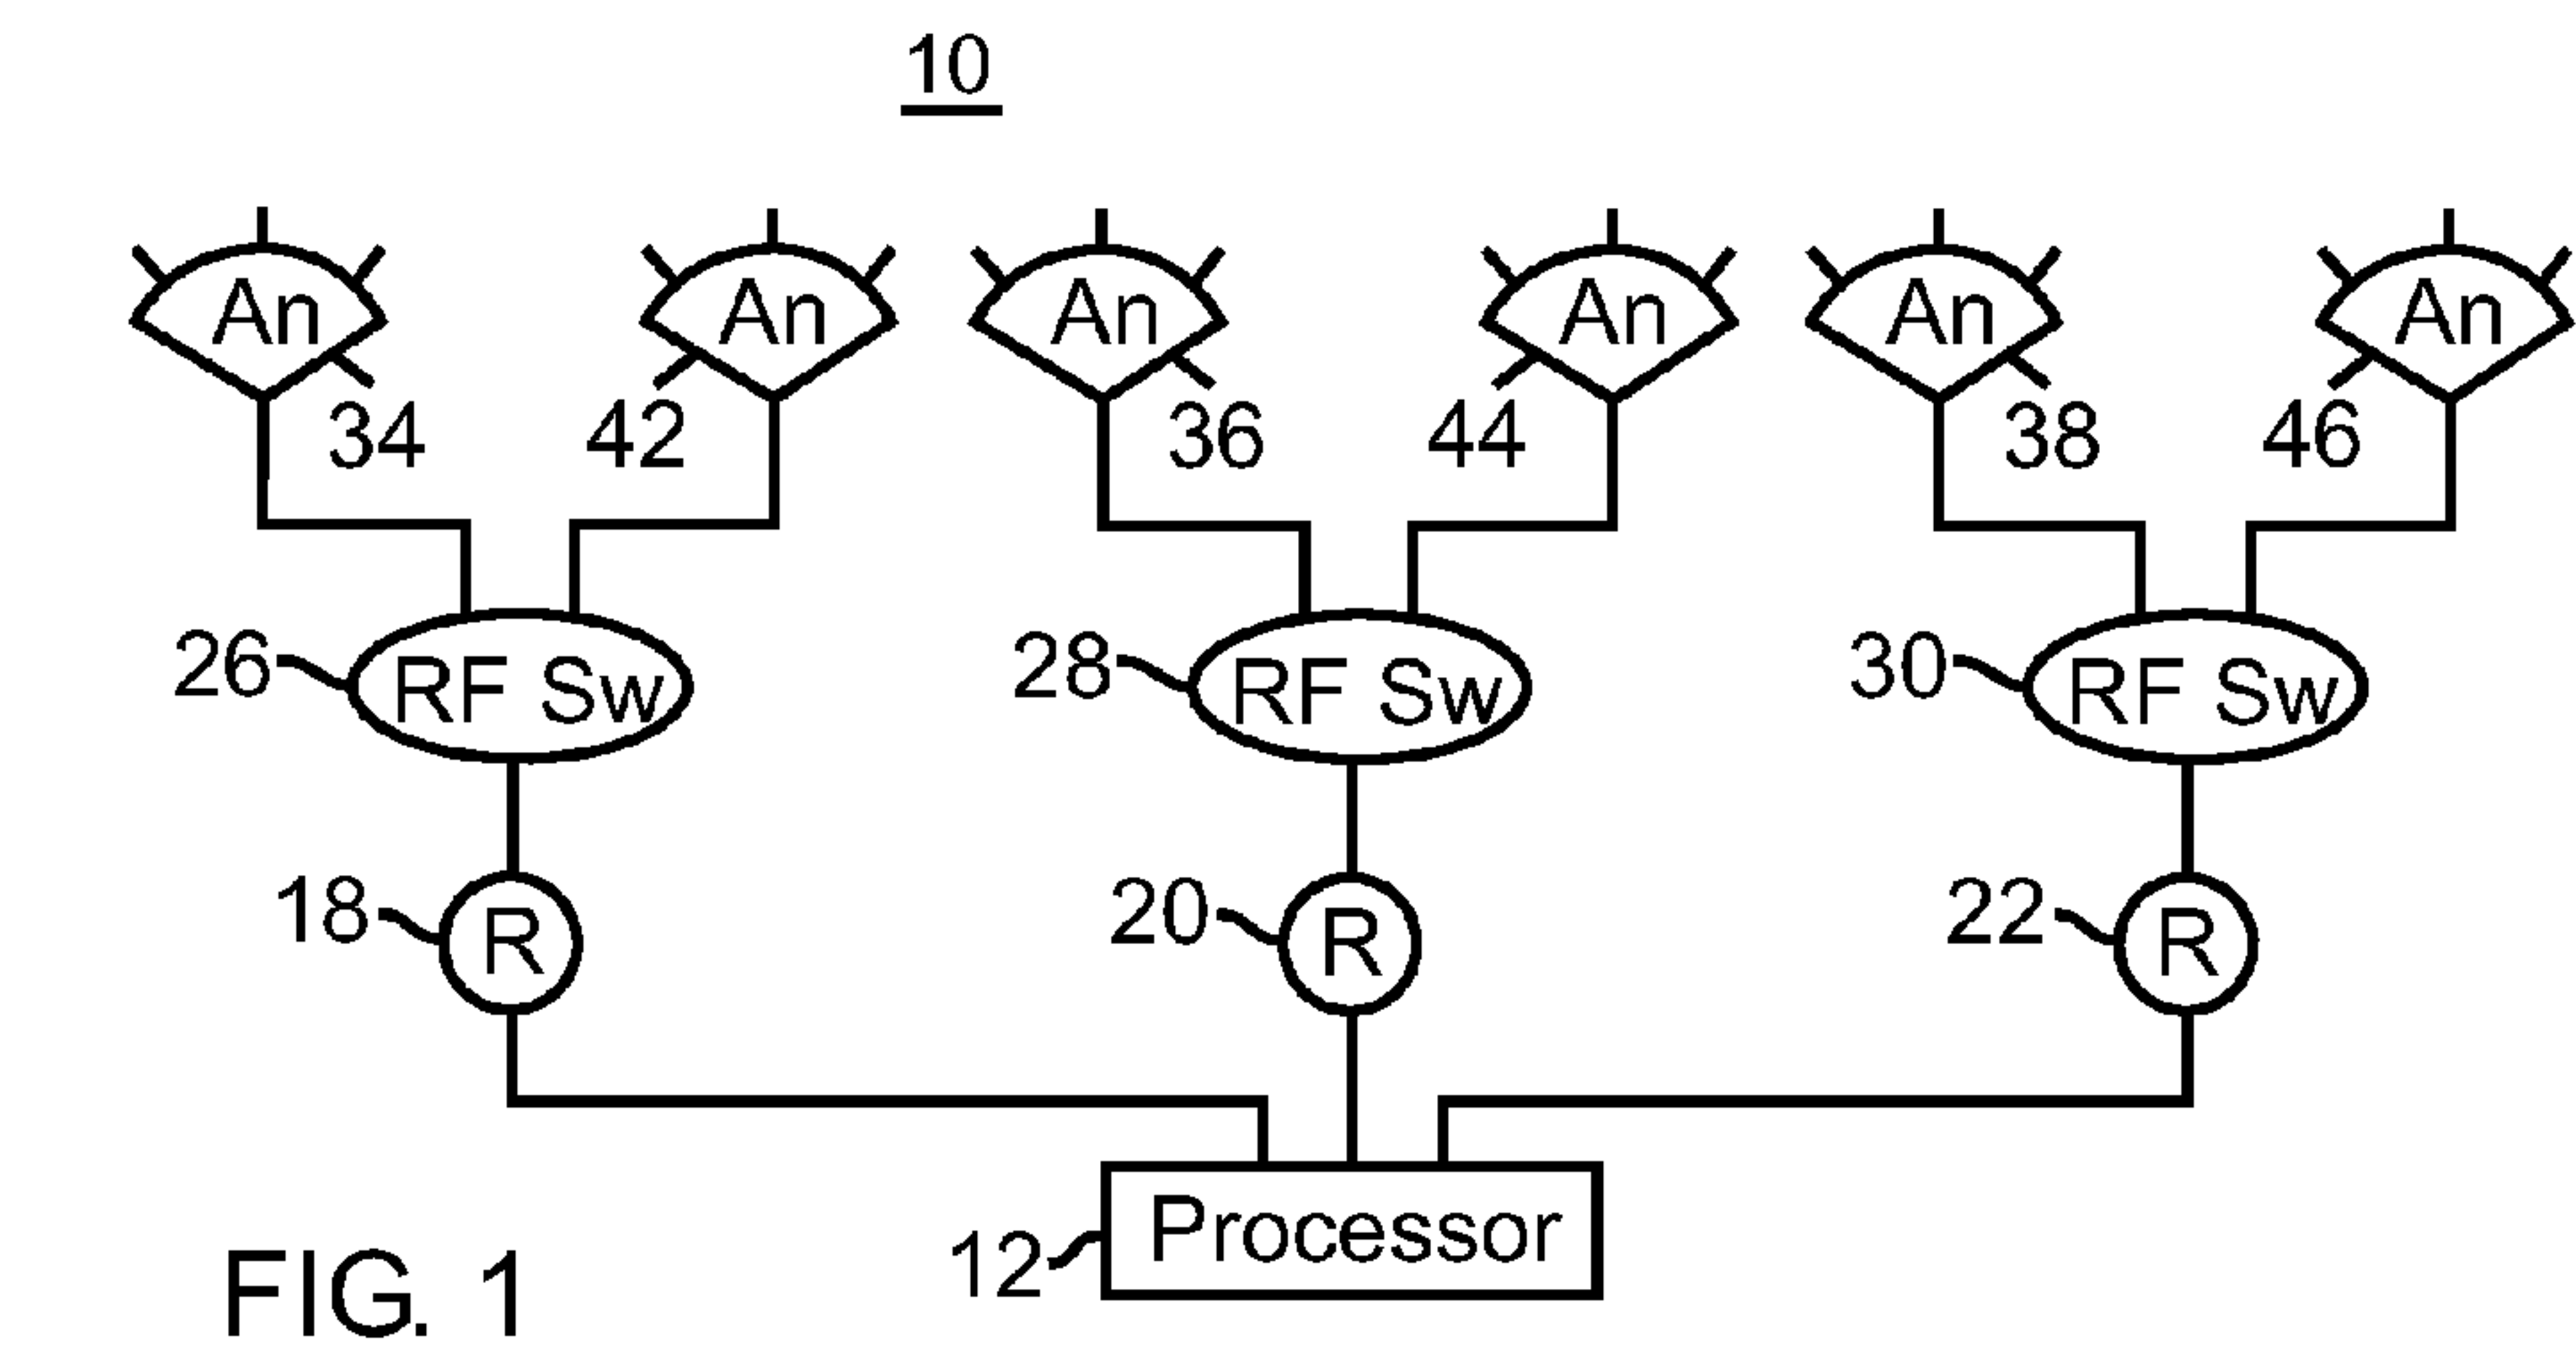 10
An An An An An An
34 42 36 44 38 46
26 RF Sw 28 RF Sw 30 RF Sw
18 R 20 R 22 R
12 Processor
FIG. 1